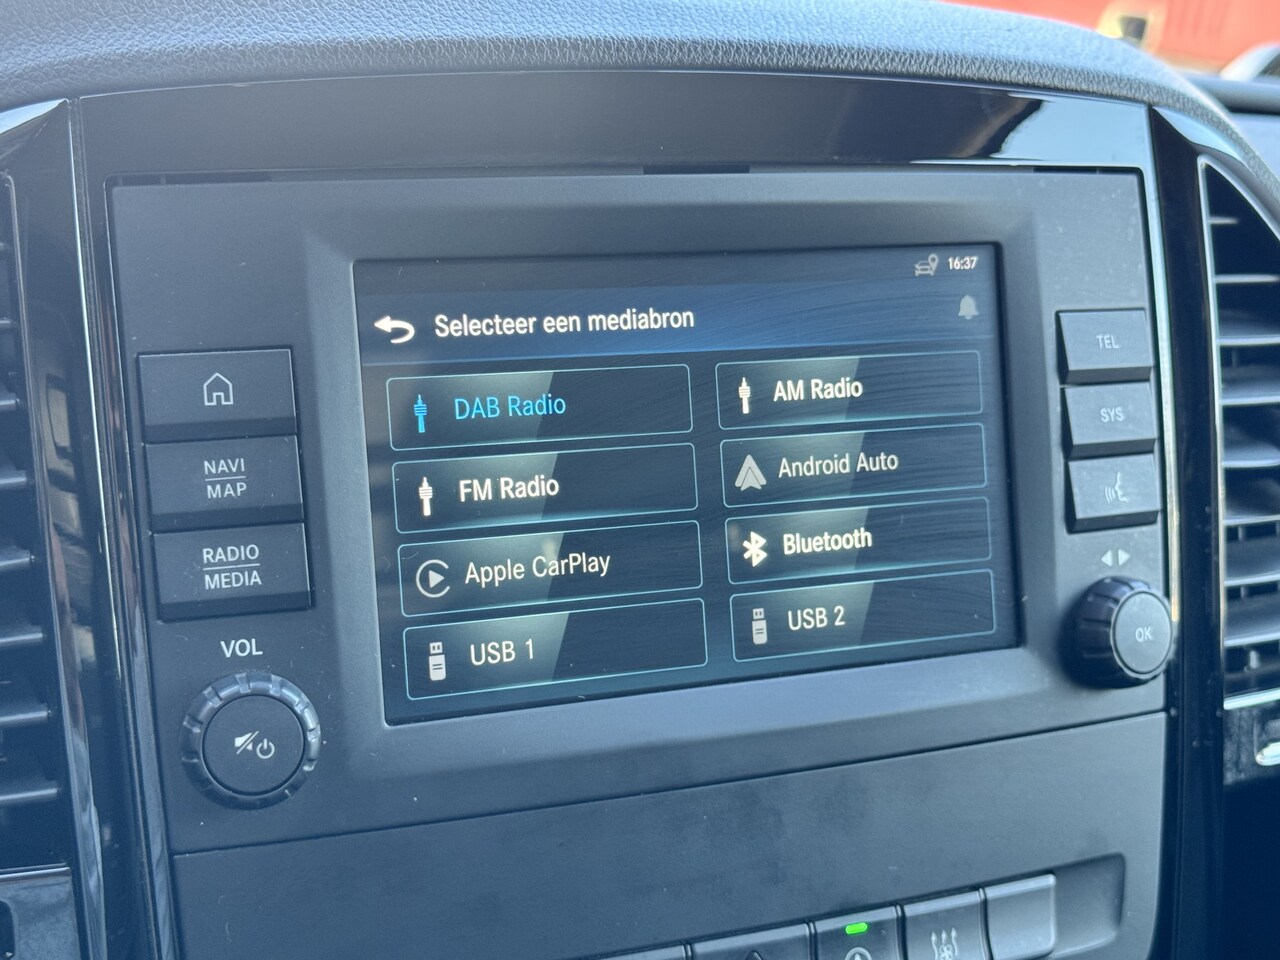 16:37
Selecteer een mediabron
DAB Radio
AM Radio
FM Radio
Android Auto
Apple CarPlay
Bluetooth
USB 1
USB 2
NAVI
MAP
RADIO
MEDIA
VOL
TEL
SYS
OK